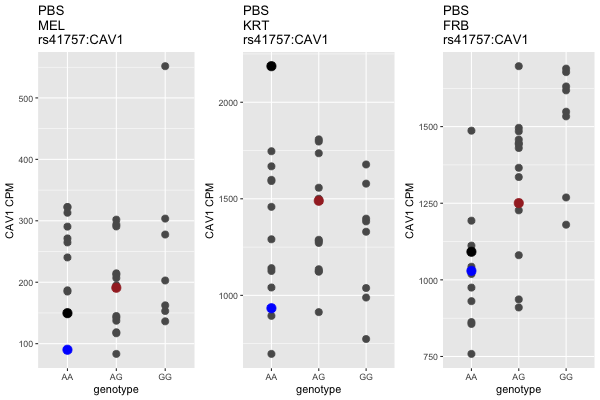 PBS
MEL
rs41757:CAV1
CAV1 CPM
500
400
300
200
100
AA
AG
GG
genotype
PBS
KRT
rs41757:CAV1
CAV1 CPM
2000
1500
1000
AA
AG
GG
genotype
PBS
FRB
rs41757:CAV1
CAV1 CPM
1500
1250
1000
750
AA
AG
GG
genotype